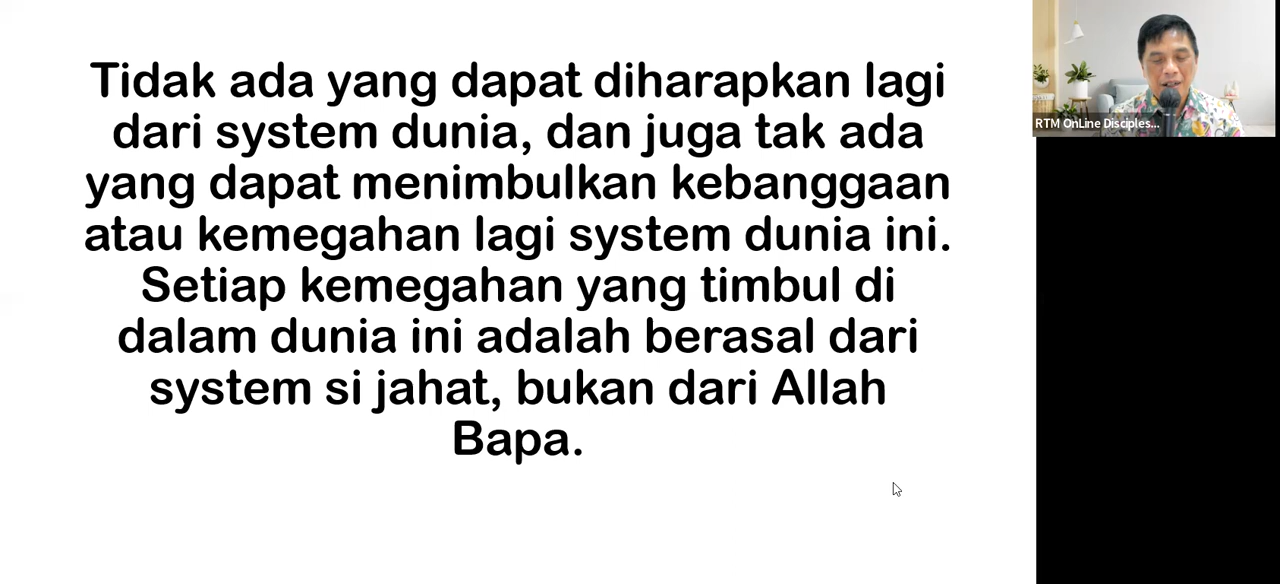 Tidak ada yang dapat diharapkan lagi
dari system dunia, dan juga tak ada
yang dapat menimbulkan kebanggaan
atau kemegahan lagi system dunia ini.
Setiap kemegahan yang timbul di
dalam dunia ini adalah berasal dari
system si jahat, bukan dari Allah
Bapa.
RTM OnLine Disciples...